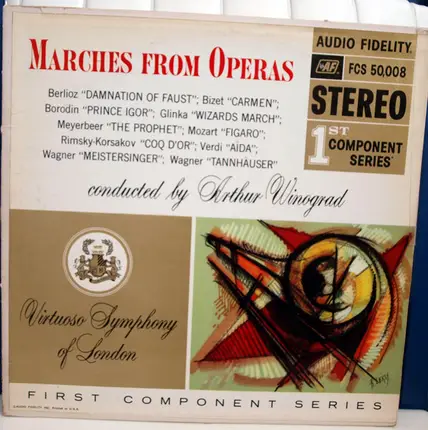 MARCHES FROM OPERAS
Berlioz "DAMNATION OF FAUST"; Bizet "CARMEN";
Borodin "PRINCE IGOR"; Glinka "WIZARDS MARCH";
Meyerbeer "THE PROPHET"; Mozart "FIGARO";
Rimsky-Korsakov "COQ D'OR"; Verdi "AÏDA";
Wagner "MEISTERSINGER"; Wagner "TANNHÄUSER"
conducted by Arthur Winograd
AUDIO FIDELITY
FCS 50,008
STEREO
1ST COMPONENT
SERIES
Virtuoso Symphony
of London
FIRST COMPONENT SERIES